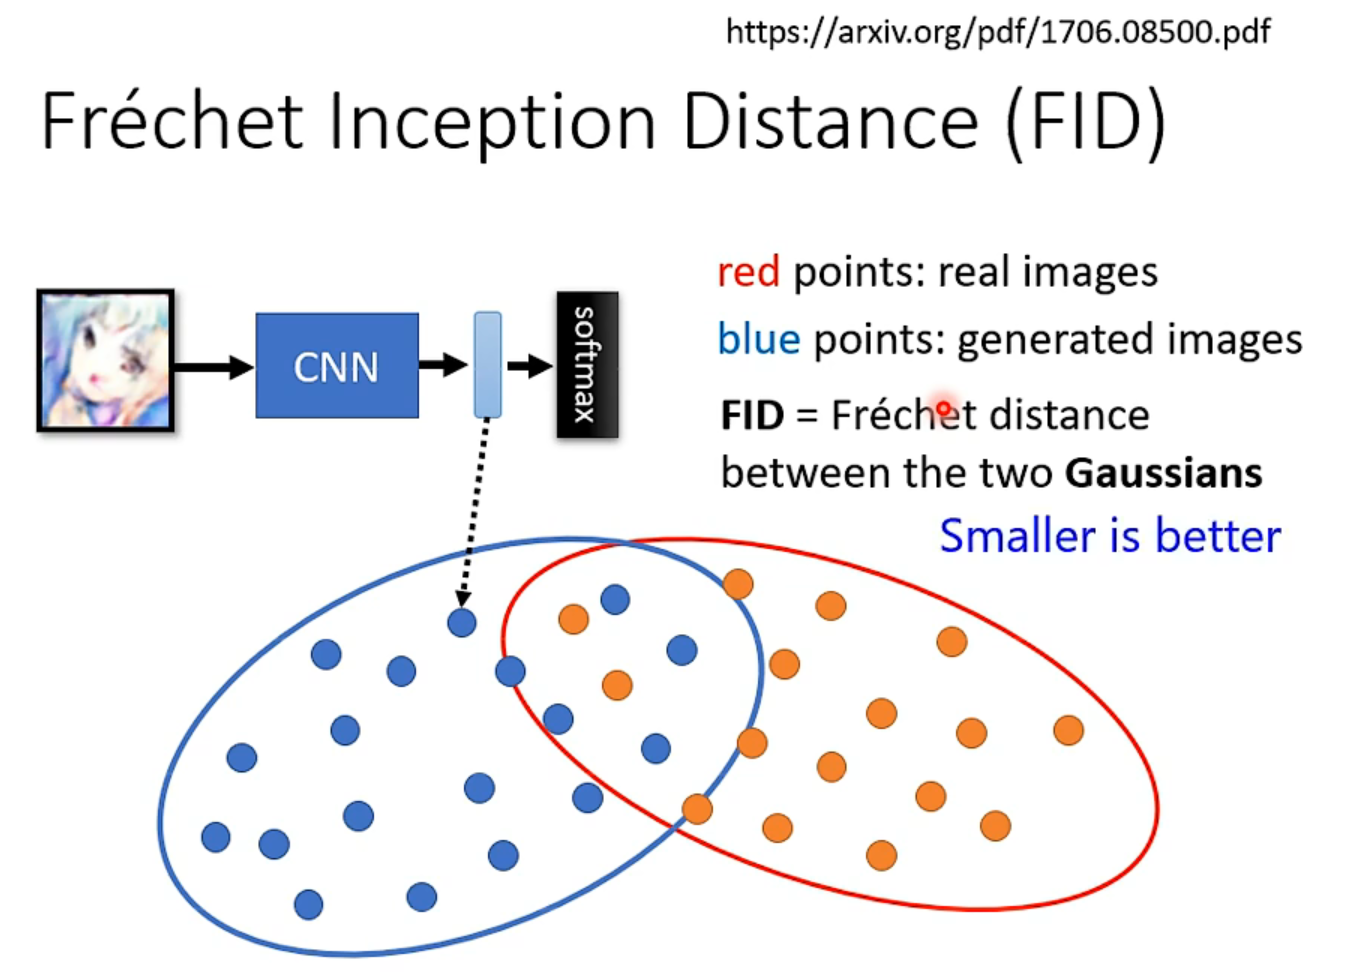 https://arxiv.org/pdf/1706.08500.pdf
Fréchet Inception Distance (FID)
CNN
softmax
red points: real images
blue points: generated images
FID = Fréchet distance
between the two Gaussians
Smaller is better